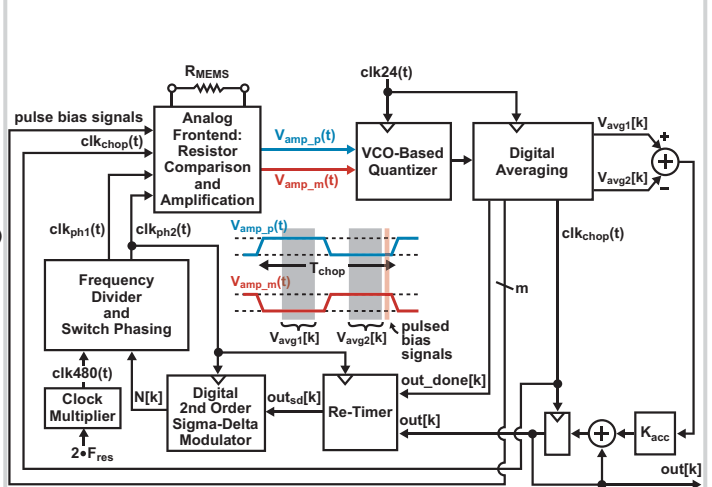 R_MEMS
clk24(t)
pulse bias signals
clk_chop(t)
Analog
Frontend:
Resistor
Comparison
and
Amplification
V_amp_p(t)
V_amp_m(t)
VCO-Based
Quantizer
Digital
Averaging
V_avg1[k]
+
V_avg2[k]
−
+
clk_ph1(t)
clk_ph2(t)
V_amp_p(t)
T_chop
V_amp_m(t)
V_avg1[k]
V_avg2[k]
pulsed
bias
signals
clk_chop(t)
m
Frequency
Divider
and
Switch Phasing
clk480(t)
Clock
Multiplier
2•F_res
N[k]
Digital
2nd Order
Sigma-Delta
Modulator
out_sd[k]
Re-Timer
out_done[k]
out[k]
+
K_acc
out[k]